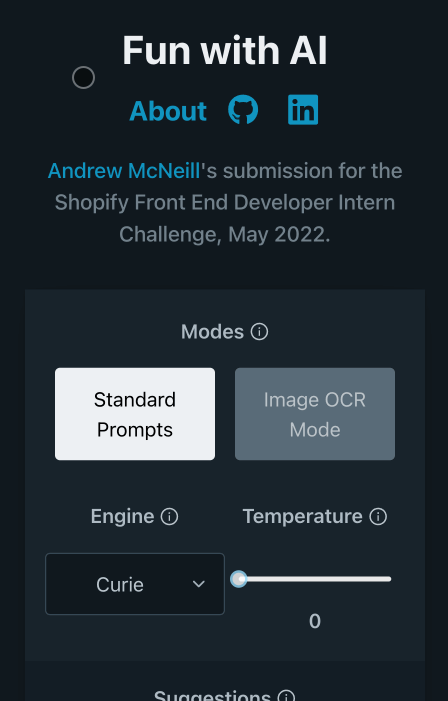 Fun with AI
About
Andrew McNeill's submission for the
Shopify Front End Developer Intern
Challenge, May 2022.
Modes
Standard
Prompts
Image OCR
Mode
Engine
Temperature
Curie
0
Suggestions